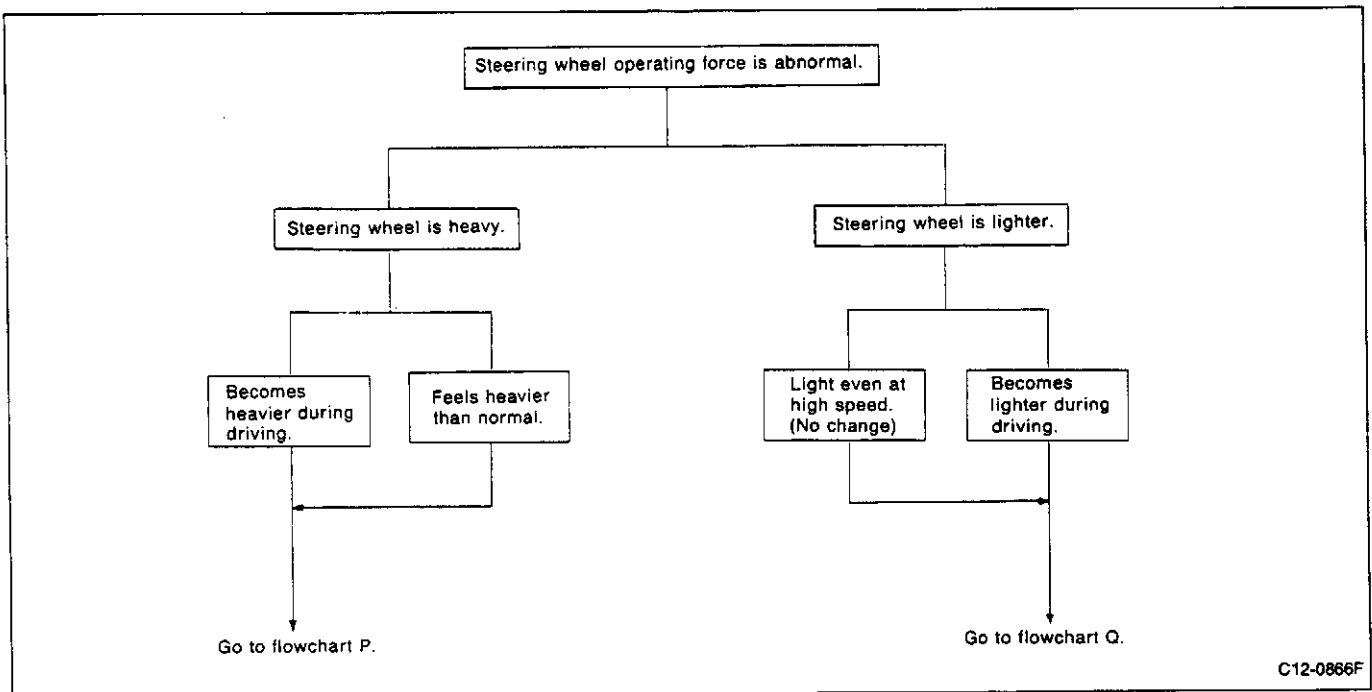 Steering wheel operating force is abnormal.
Steering wheel is heavy.
Steering wheel is lighter.
Becomes
heavier during
driving.
Feels heavier
than normal.
Light even at
high speed.
(No change)
Becomes
lighter during
driving.
Go to flowchart P.
Go to flowchart Q.
C12-0866F